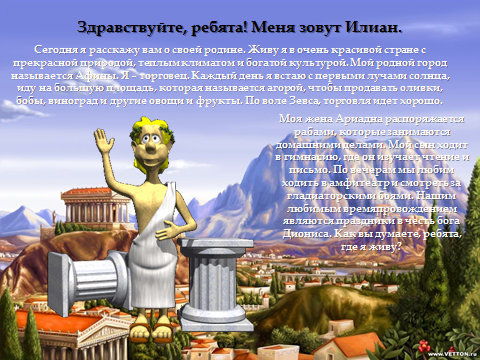 Здравствуйте, ребята! Меня зовут Илиан.
Сегодня я расскажу вам о своей родине. Живу я в очень красивой стране с
прекрасной природой, теплым климатом и богатой культурой. Мой родной город
называется Афины. Я – торговец. Каждый день я встаю с первыми лучами солнца,
иду на большую площадь, которая называется агорой, чтобы продавать оливки,
бобы, виноград и другие овощи и фрукты. По воле Зевса, торговля идет хорошо.
Моя жена Ариадна распоряжается
рабами, которые занимаются
домашними делами. Мой сын ходит
в гимнасию, где он изучает чтение и
письмо. По вечерам мы любим
ходить в амфитеатр и смотреть за
гладиаторскими боями. Нашим
любимым времяпровождением
являются праздники в честь бога
Диониса. Как вы думаете, ребята,
где я живу?
www.VETTON.ru